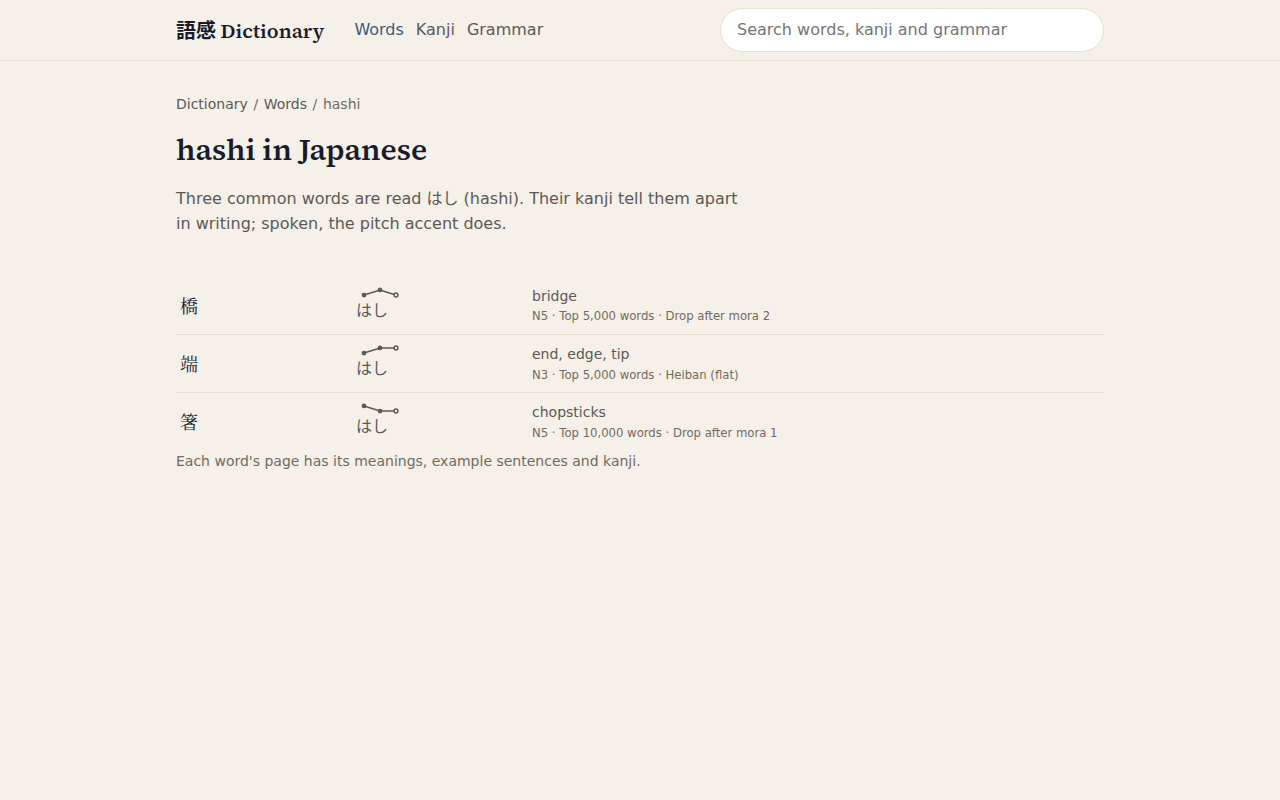 語感 Dictionary Words Kanji Grammar Search words, kanji and grammar
Dictionary / Words / hashi
hashi in Japanese
Three common words are read はし (hashi). Their kanji tell them apart
in writing; spoken, the pitch accent does.
橋 はし bridge
N5 · Top 5,000 words · Drop after mora 2
端 はし end, edge, tip
N3 · Top 5,000 words · Heiban (flat)
箸 はし chopsticks
N5 · Top 10,000 words · Drop after mora 1
Each word's page has its meanings, example sentences and kanji.